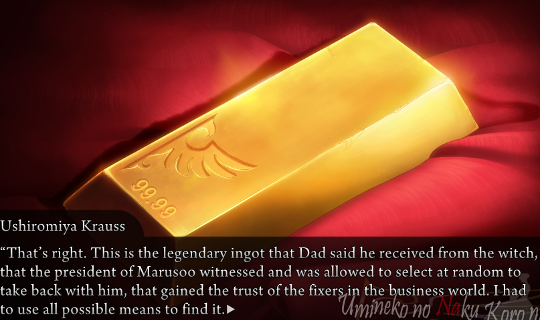 99.99
Ushiromiya Krauss
“That’s right. This is the legendary ingot that Dad said he received from the witch,
that the president of Marusoo witnessed and was allowed to select at random to
take back with him, that gained the trust of the fixers in the business world. I had
to use all possible means to find it.
Umineko no Naku Koro n